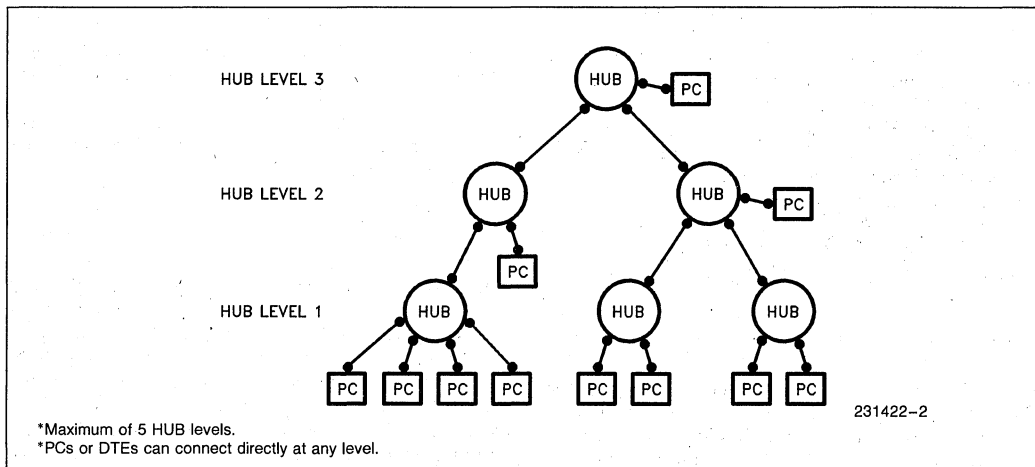 HUB LEVEL 3
HUB
PC
HUB LEVEL 2
HUB
HUB
PC
PC
HUB LEVEL 1
HUB
HUB
HUB
PC
PC
PC
PC
PC
PC
PC
PC
231422-2
*Maximum of 5 HUB levels.
*PCs or DTEs can connect directly at any level.